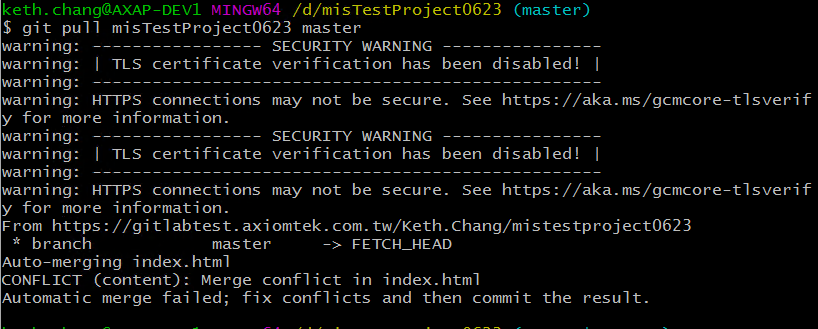 keth.chang@AXAP-DEV1 MINGW64 /d/misTestProject0623 (master)
$ git pull misTestProject0623 master
warning: ----------------- SECURITY WARNING ----------------
warning: | TLS certificate verification has been disabled! |
warning: ---------------------------------------------------
warning: HTTPS connections may not be secure. See https://aka.ms/gcmcore-tlsverif
y for more information.
warning: ----------------- SECURITY WARNING ----------------
warning: | TLS certificate verification has been disabled! |
warning: ---------------------------------------------------
warning: HTTPS connections may not be secure. See https://aka.ms/gcmcore-tlsverif
y for more information.
From https://gitlabtest.axiomtek.com.tw/Keth.Chang/mistestproject0623
 * branch            master     -> FETCH_HEAD
Auto-merging index.html
CONFLICT (content): Merge conflict in index.html
Automatic merge failed; fix conflicts and then commit the result.